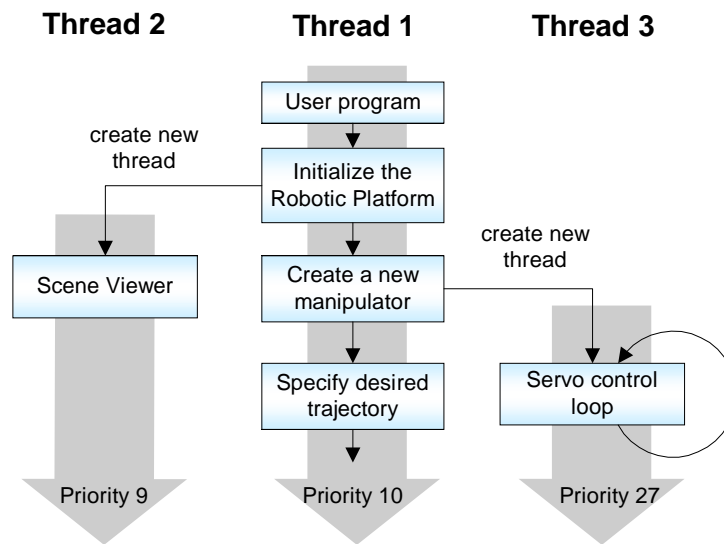 Thread 2
Thread 1
Thread 3
User program
create new
thread
Initialize the
Robotic Platform
create new
thread
Scene Viewer
Create a new
manipulator
Specify desired
trajectory
Servo control
loop
Priority 9
Priority 10
Priority 27